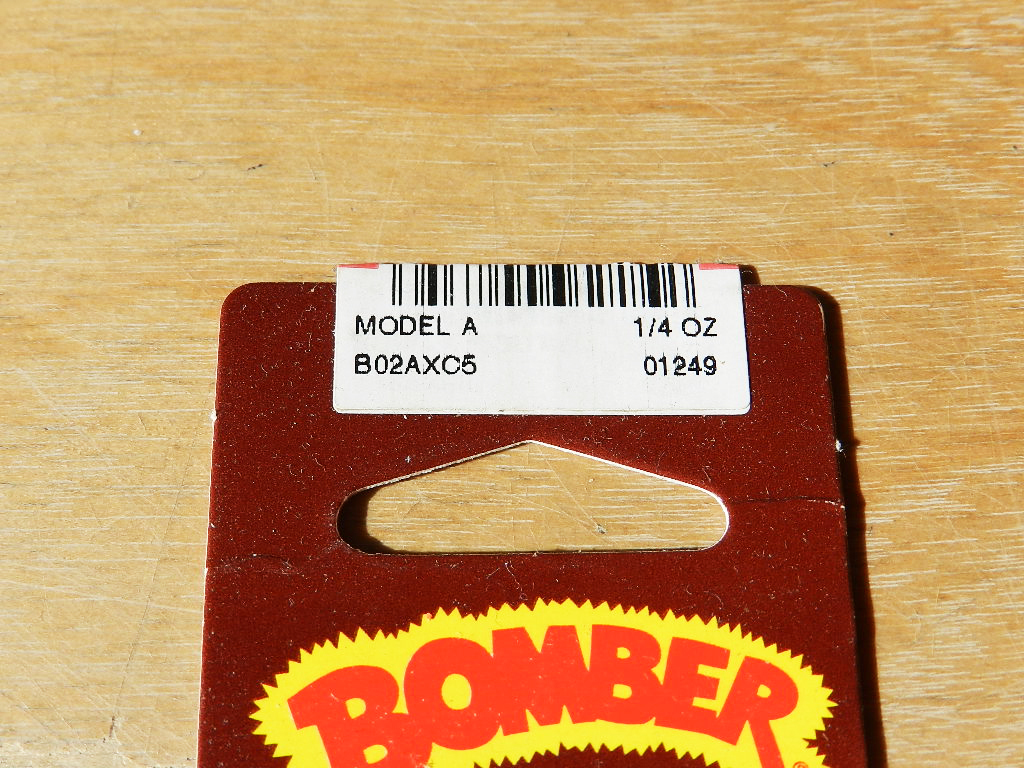 MODEL A 1/4 OZ
B02AXC5 01249
BOMBER
®